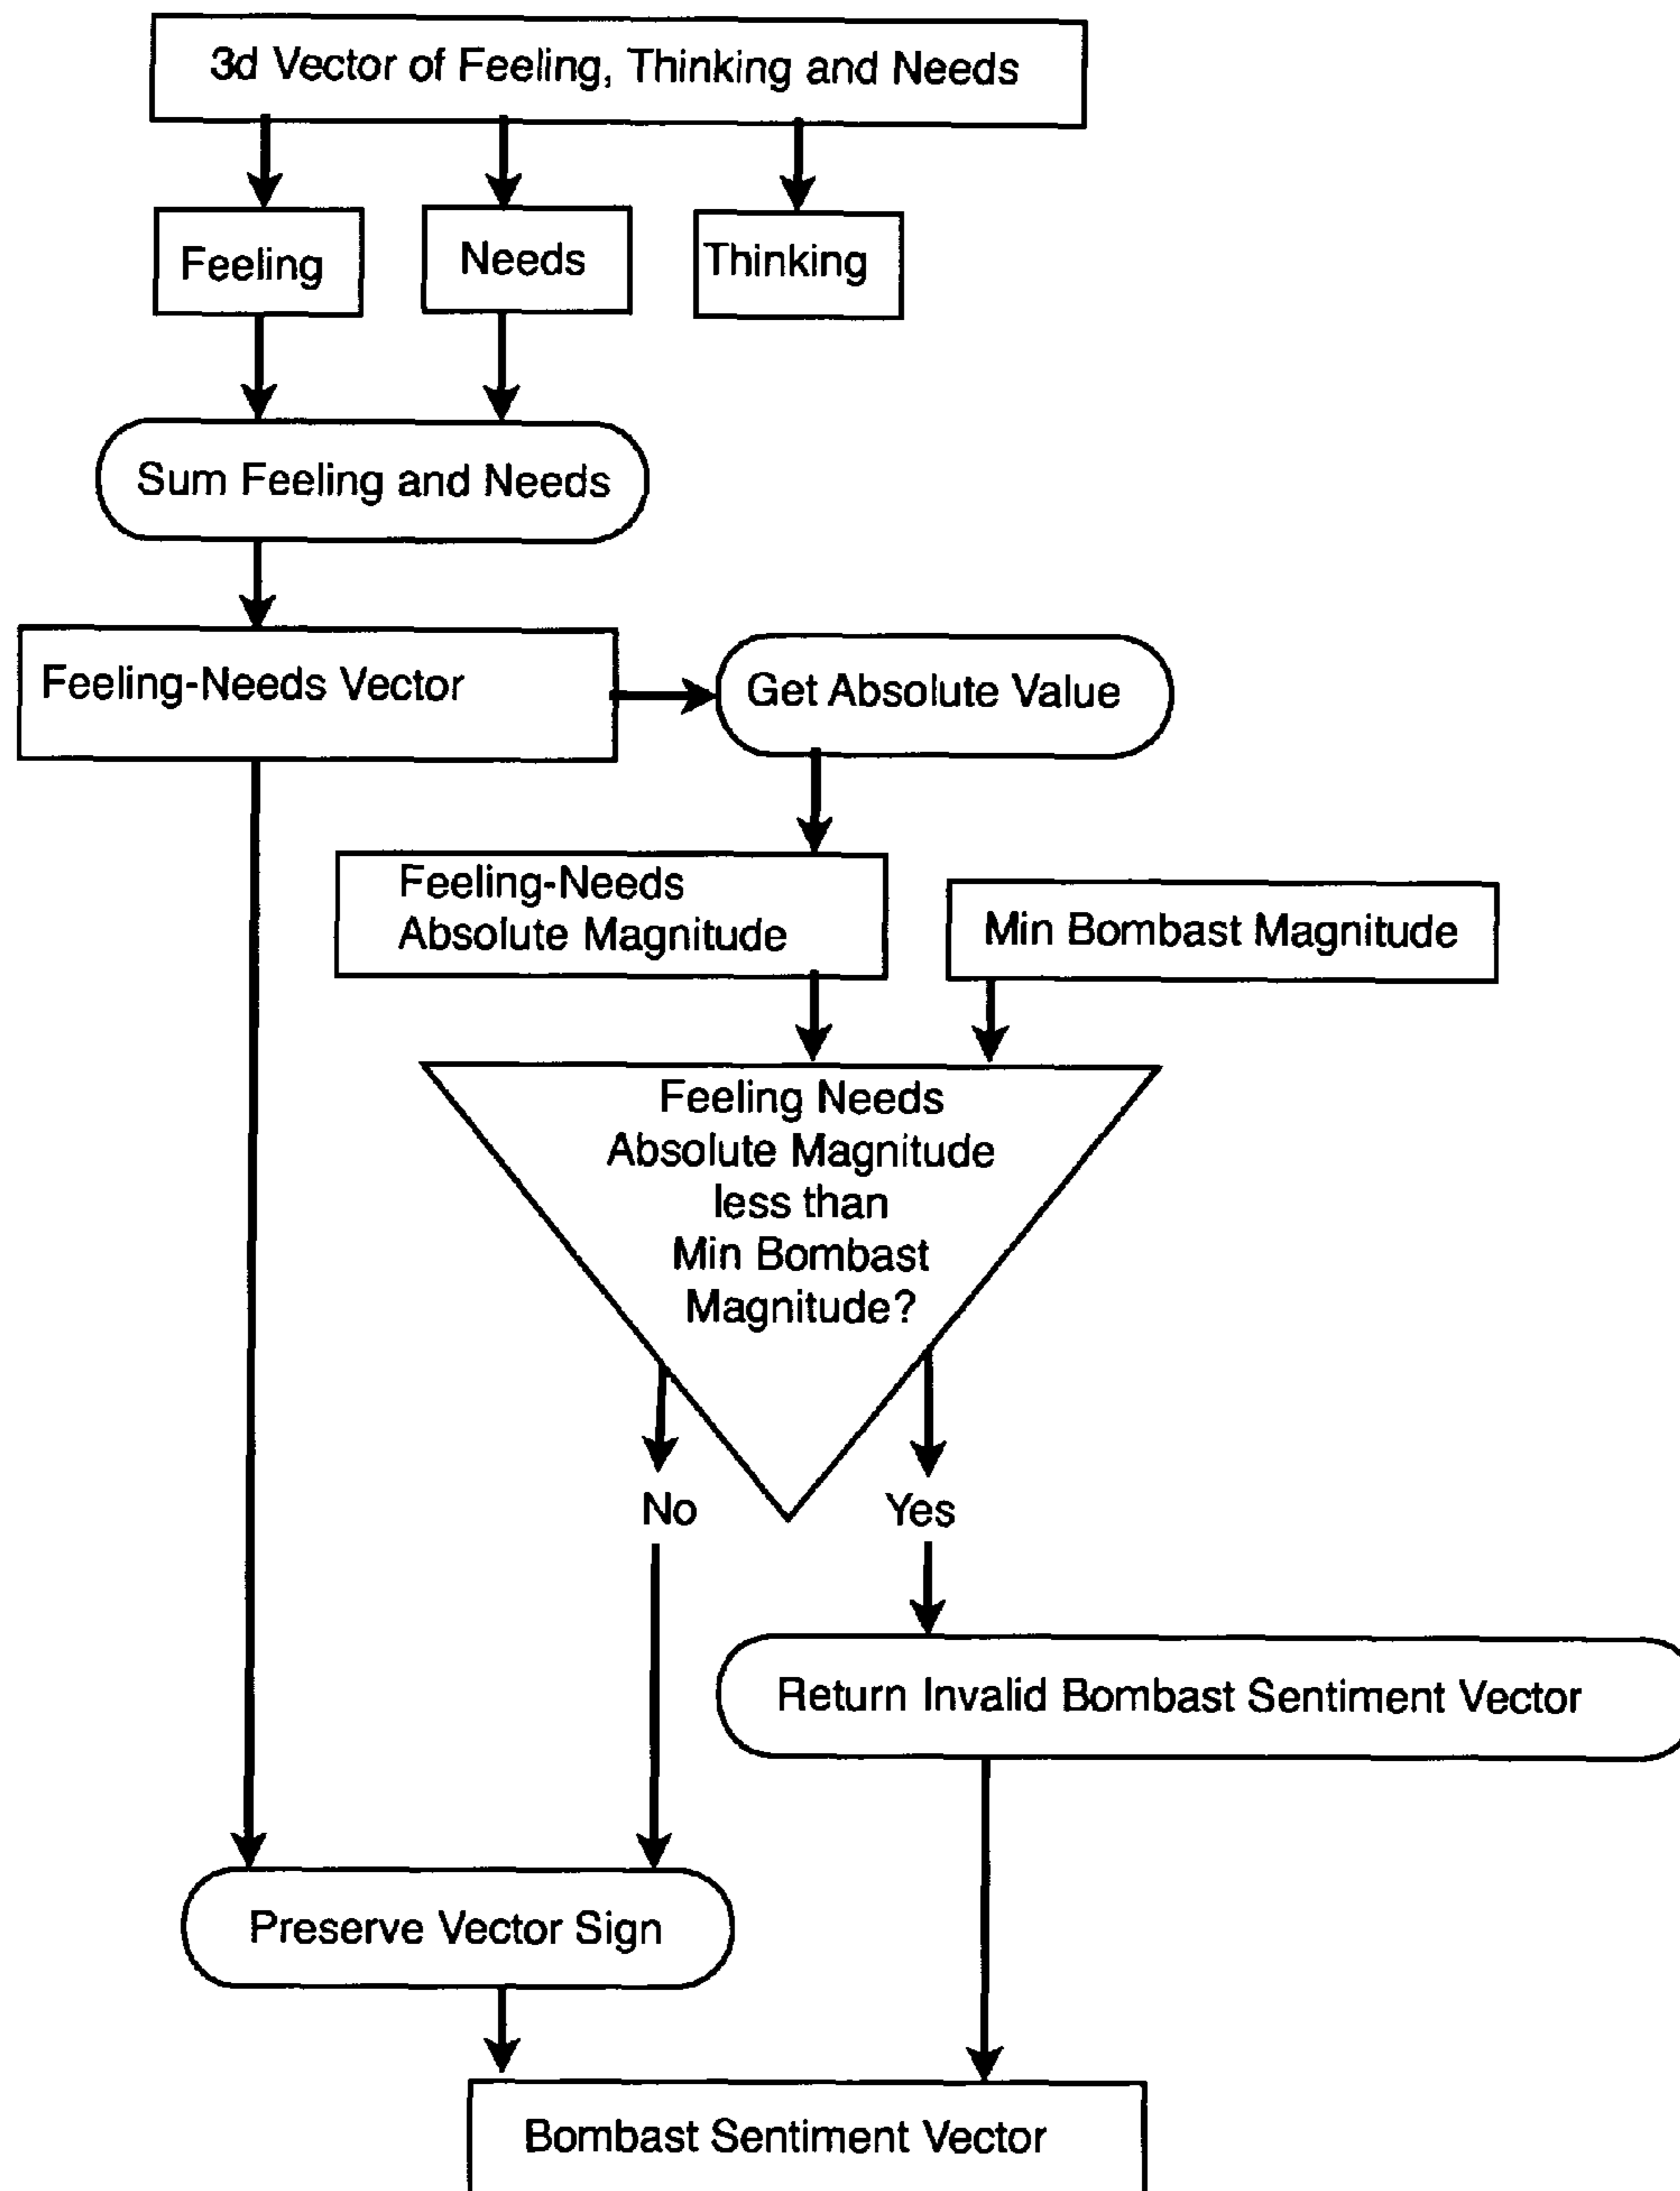 3d Vector of Feeling, Thinking and Needs
Feeling
Needs
Thinking
Sum Feeling and Needs
Feeling-Needs Vector
Get Absolute Value
Feeling-Needs
Absolute Magnitude
Min Bombast Magnitude
Feeling Needs
Absolute Magnitude
less than
Min Bombast
Magnitude?
No
Yes
Return Invalid Bombast Sentiment Vector
Preserve Vector Sign
Bombast Sentiment Vector